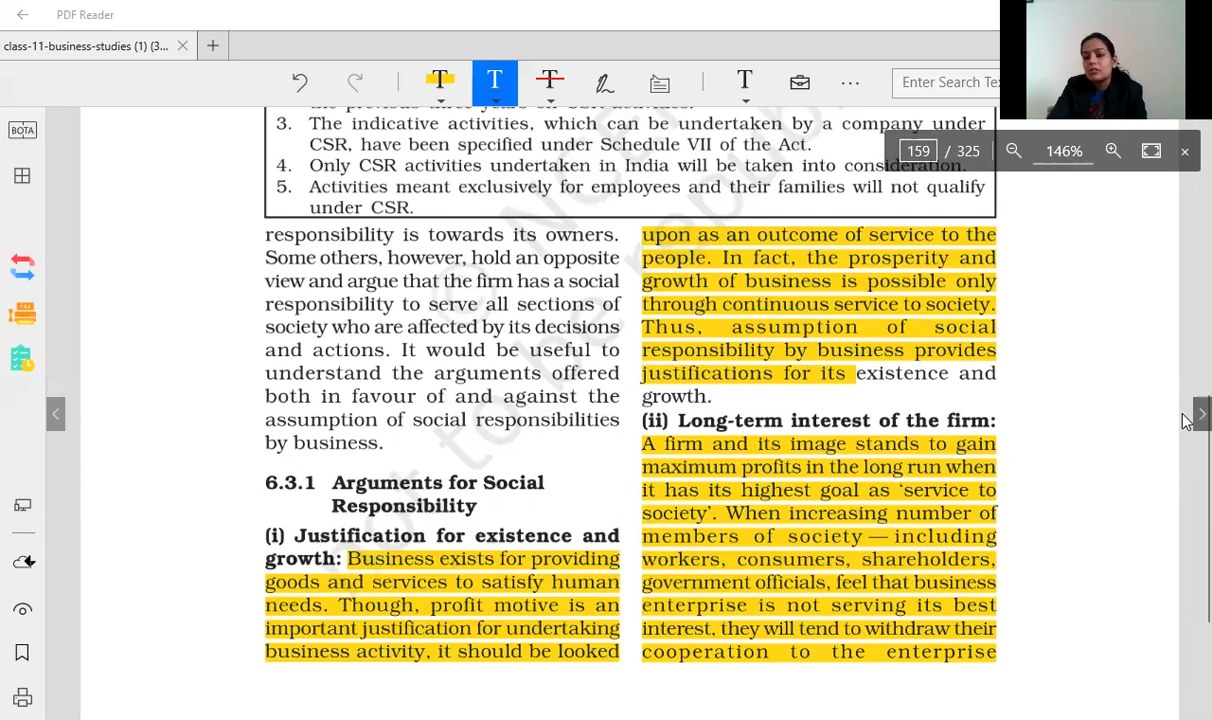 PDF Reader
class-11-business-studies (1) (3...
Enter Search Tex
BOTA
159 / 325
146%
the previous three years on CSR activities.
3. The indicative activities, which can be undertaken by a company under
CSR, have been specified under Schedule VII of the Act.
4. Only CSR activities undertaken in India will be taken into consideration.
5. Activities meant exclusively for employees and their families will not qualify
under CSR.
responsibility is towards its owners.
Some others, however, hold an opposite
view and argue that the firm has a social
responsibility to serve all sections of
society who are affected by its decisions
and actions. It would be useful to
understand the arguments offered
both in favour of and against the
assumption of social responsibilities
by business.
6.3.1 Arguments for Social
Responsibility
(i) Justification for existence and
growth: Business exists for providing
goods and services to satisfy human
needs. Though, profit motive is an
important justification for undertaking
business activity, it should be looked
upon as an outcome of service to the
people. In fact, the prosperity and
growth of business is possible only
through continuous service to society.
Thus, assumption of social
responsibility by business provides
justifications for its existence and
growth.
(ii) Long-term interest of the firm:
A firm and its image stands to gain
maximum profits in the long run when
it has its highest goal as ‘service to
society’. When increasing number of
members of society — including
workers, consumers, shareholders,
government officials, feel that business
enterprise is not serving its best
interest, they will tend to withdraw their
cooperation to the enterprise
© NCE
not to be repub